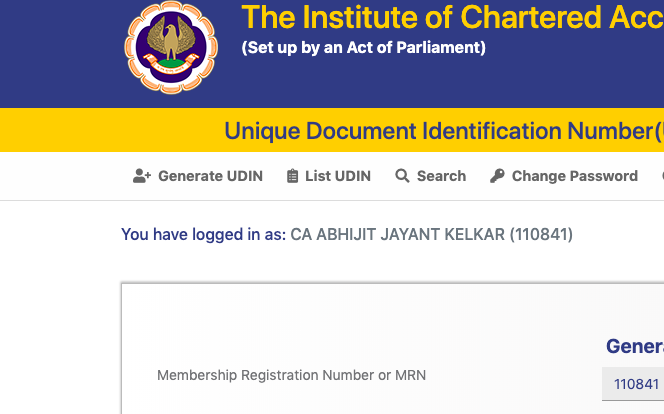 The Institute of Chartered Acc
(Set up by an Act of Parliament)
Unique Document Identification Number(
Generate UDIN List UDIN Search Change Password
You have logged in as: CA ABHIJIT JAYANT KELKAR (110841)
Gener
Membership Registration Number or MRN
110841